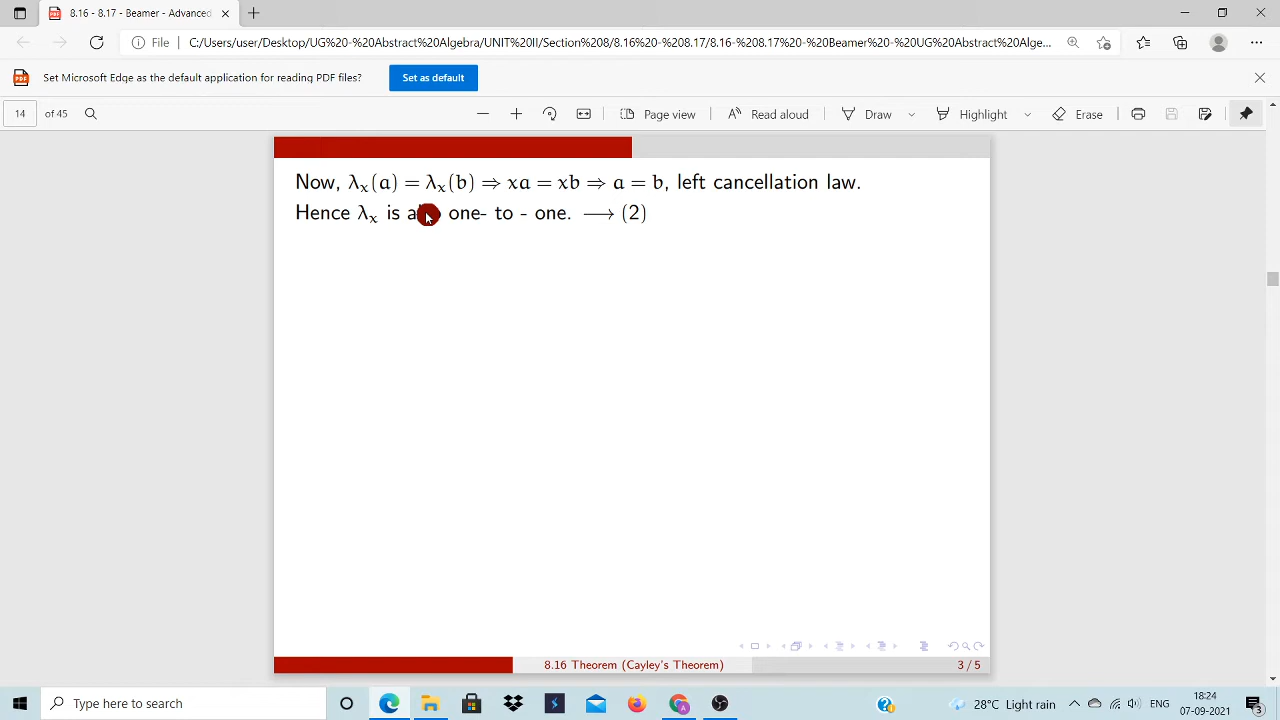 8.16 - 8.17 - Beamer - Advanced
File
C:/Users/user/Desktop/UG%20-%20Abstract%20Algebra/UNIT%20II/Section%208/8.16%20-%208.17/8.16%20-%208.17%20-%20Beamer%20-%20UG%20Abstract%20Alge...
Set Microsoft Edge as the default application for reading PDF files?
Set as default
14 of 45
Page view
Read aloud
Draw
Highlight
Erase
Now, λₓ(a) = λₓ(b) ⇒ xa = xb ⇒ a = b, left cancellation law.
Hence λₓ is one- to - one. ⟶ (2)
8.16 Theorem (Cayley's Theorem)
3 / 5
Type here to search
28°C Light rain
ENG
18:24
07-09-2021
3